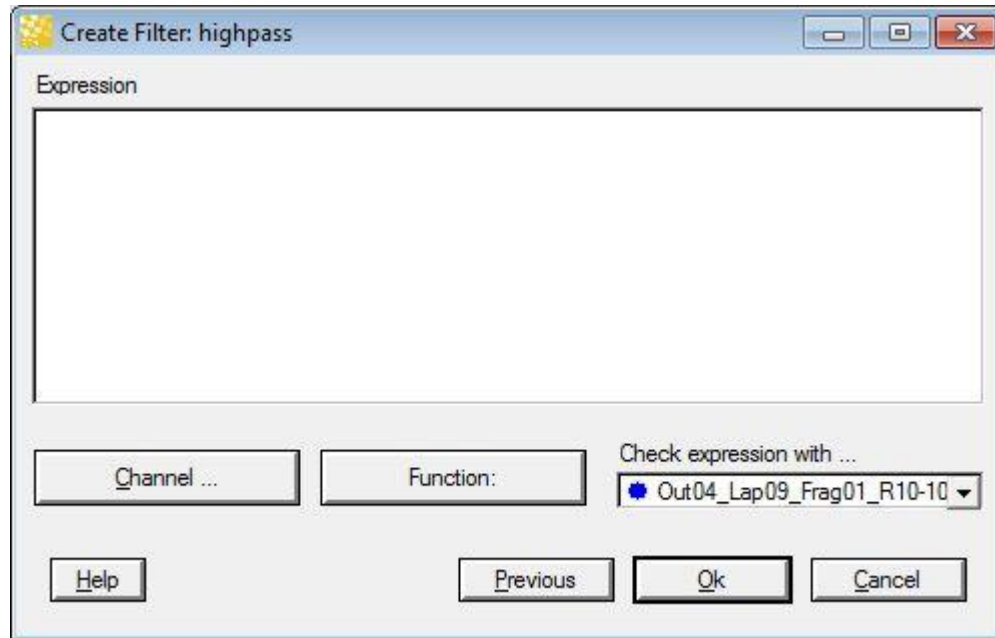 Create Filter: highpass
Expression
Channel ...
Function:
Check expression with ...
Out04_Lap09_Frag01_R10-10
Help
Previous
Ok
Cancel